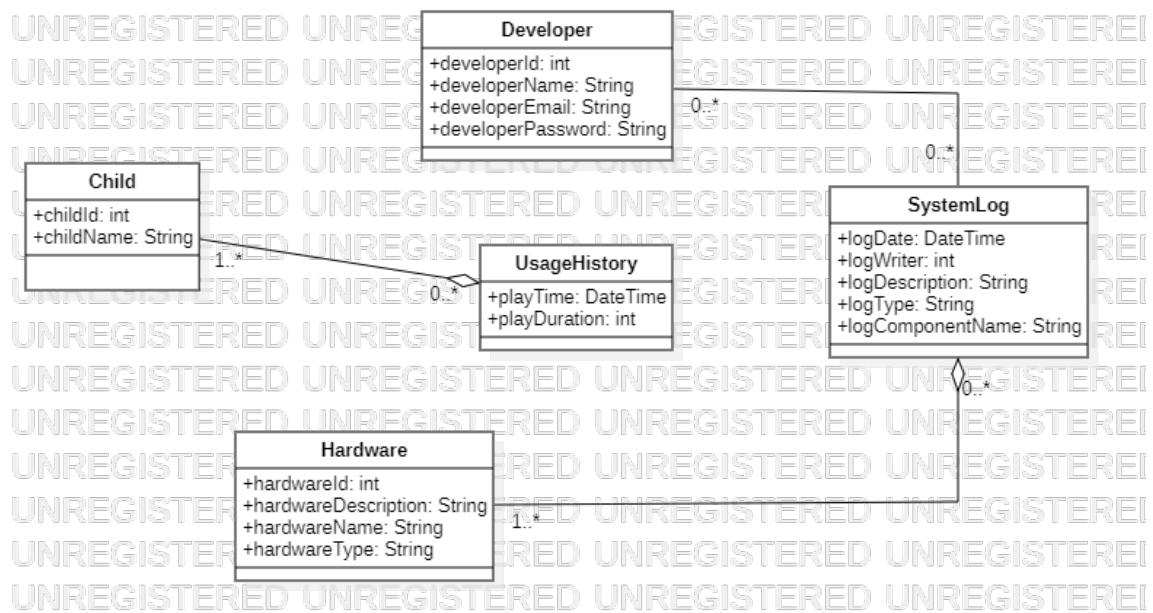 Developer
+developerId: int
+developerName: String
+developerEmail: String
+developerPassword: String
0..*
0..*
Child
+childId: int
+childName: String
1..*
0..*
UsageHistory
+playTime: DateTime
+playDuration: int
SystemLog
+logDate: DateTime
+logWriter: int
+logDescription: String
+logType: String
+logComponentName: String
0..*
Hardware
+hardwareId: int
+hardwareDescription: String
+hardwareName: String
+hardwareType: String
1..*
UNREGISTERED UNREGISTERED UNREGISTERED UNREGISTERED